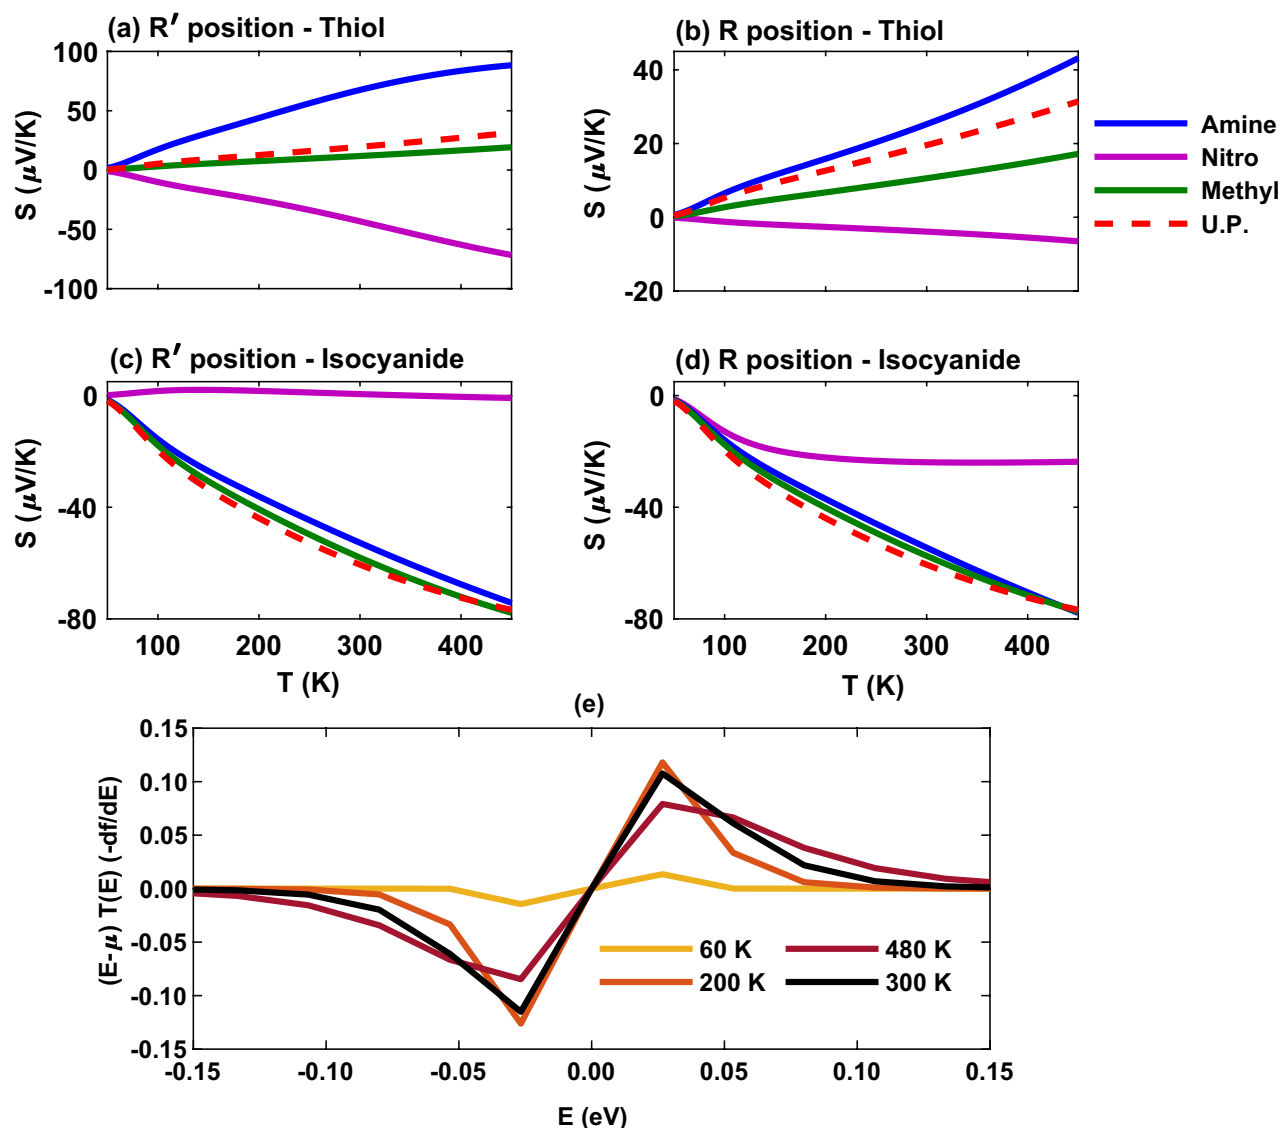 (a) R′ position - Thiol
(b) R position - Thiol
100
50
0
-50
-100
S (μV/K)
40
20
0
-20
S (μV/K)
Amine
Nitro
Methyl
U.P.
(c) R′ position - Isocyanide
(d) R position - Isocyanide
0
-40
-80
S (μV/K)
100 200 300 400
T (K)
0
-40
-80
S (μV/K)
100 200 300 400
T (K)
(e)
0.15
0.10
0.05
0.00
-0.05
-0.10
-0.15
(E-μ) T(E) (-df/dE)
60 K 480 K
200 K 300 K
-0.15 -0.10 -0.05 0.00 0.05 0.10 0.15
E (eV)